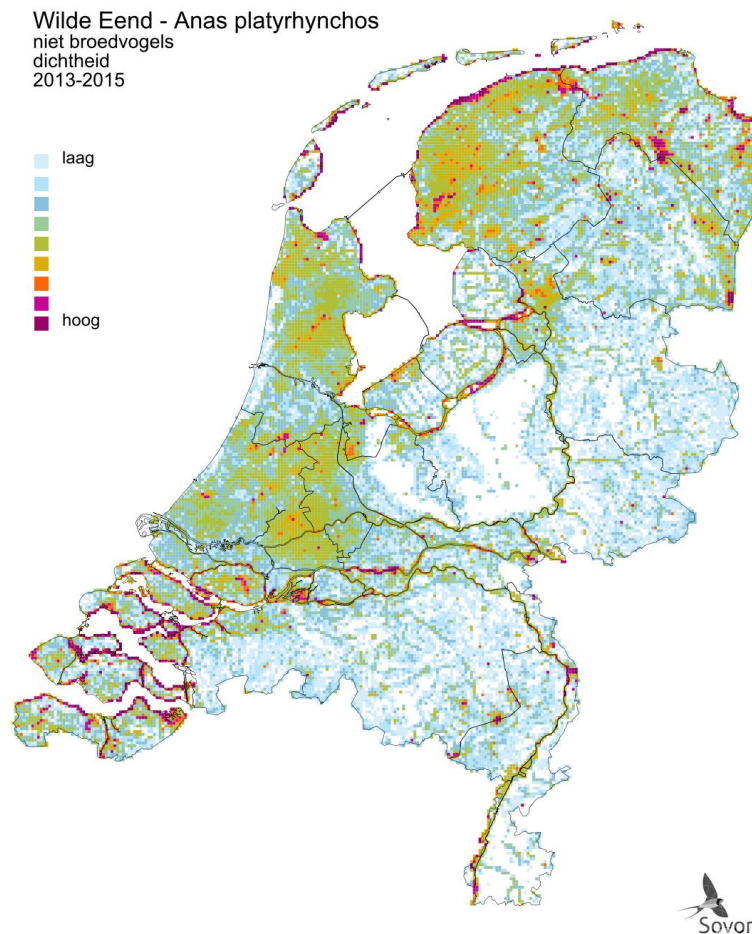 Wilde Eend - Anas platyrhynchos
niet broedvogels
dichtheid
2013-2015
laag
hoog
Sovon